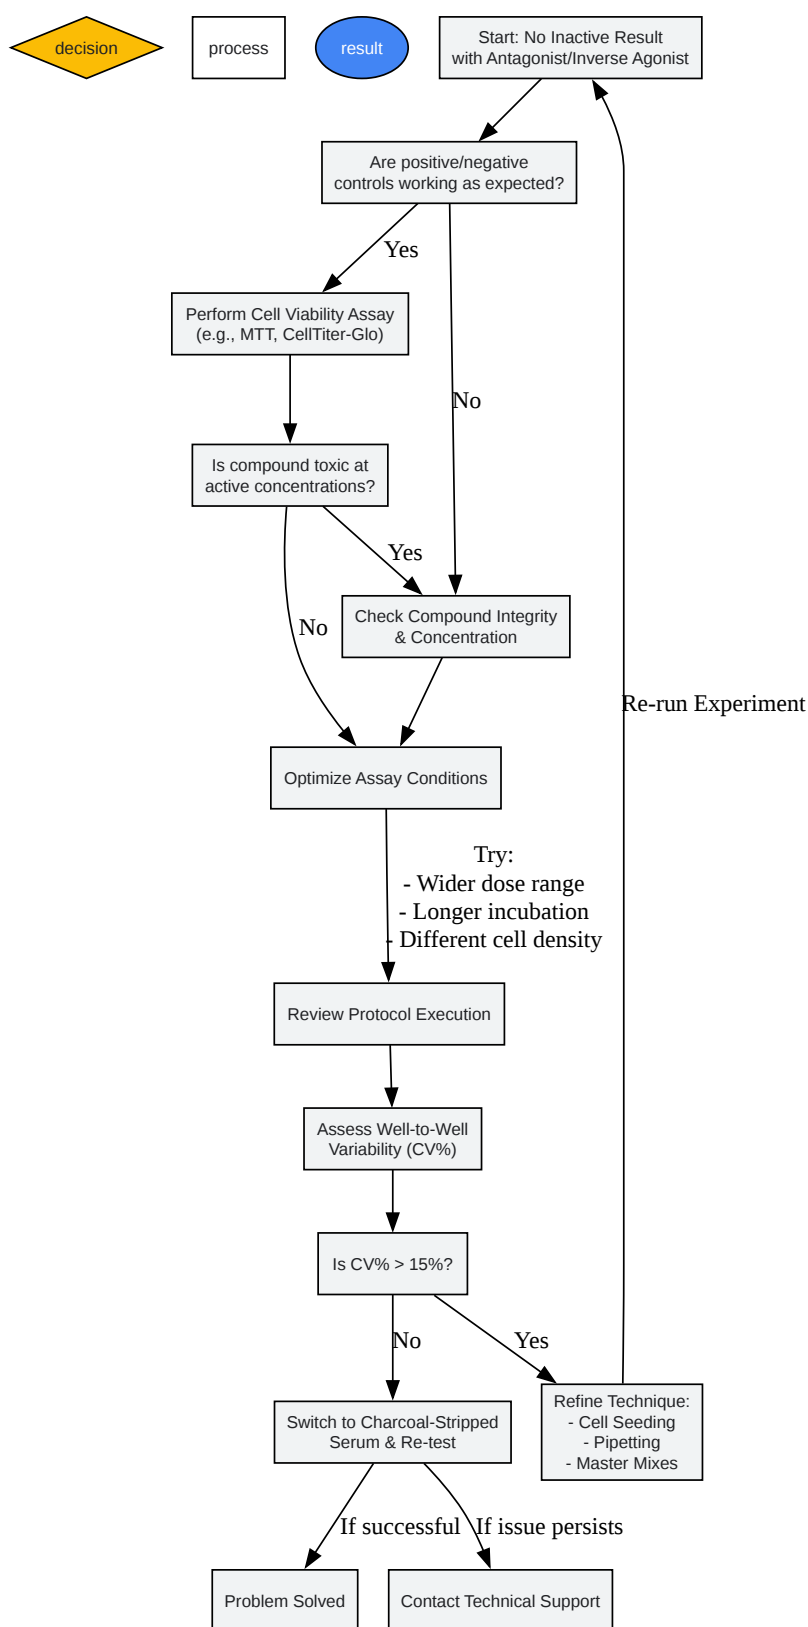 decision
process
result
Start: No Inactive Result
with Antagonist/Inverse Agonist
Are positive/negative
controls working as expected?
Yes
Perform Cell Viability Assay
(e.g., MTT, CellTiter-Glo)
No
Is compound toxic at
active concentrations?
Yes
No
Check Compound Integrity
& Concentration
Re-run Experiment
Optimize Assay Conditions
Try:
- Wider dose range
- Longer incubation
- Different cell density
Review Protocol Execution
Assess Well-to-Well
Variability (CV%)
Is CV% > 15%?
No
Yes
Refine Technique:
- Cell Seeding
- Pipetting
- Master Mixes
Switch to Charcoal-Stripped
Serum & Re-test
If successful
If issue persists
Problem Solved
Contact Technical Support